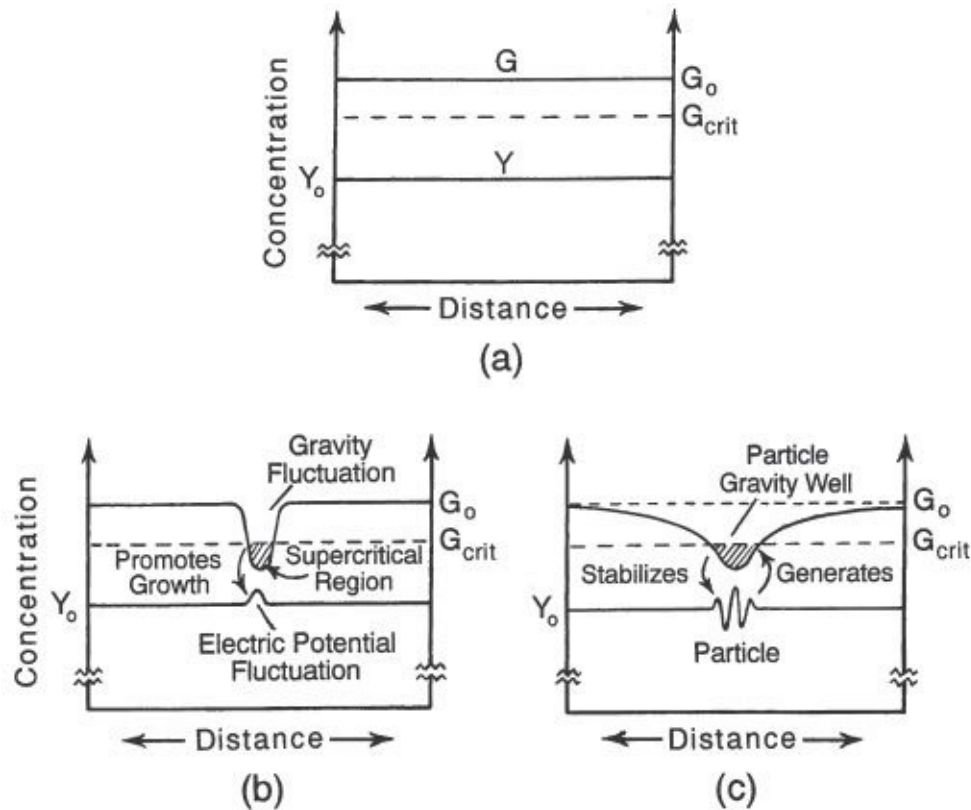 Concentration
G
G₀
G_crit
Y
Y₀
Distance
(a)
Concentration
Gravity
Fluctuation
G₀
G_crit
Promotes
Growth
Supercritical
Region
Y₀
Electric Potential
Fluctuation
Distance
(b)
Particle
Gravity Well
G₀
G_crit
Stabilizes
Generates
Y₀
Particle
Distance
(c)